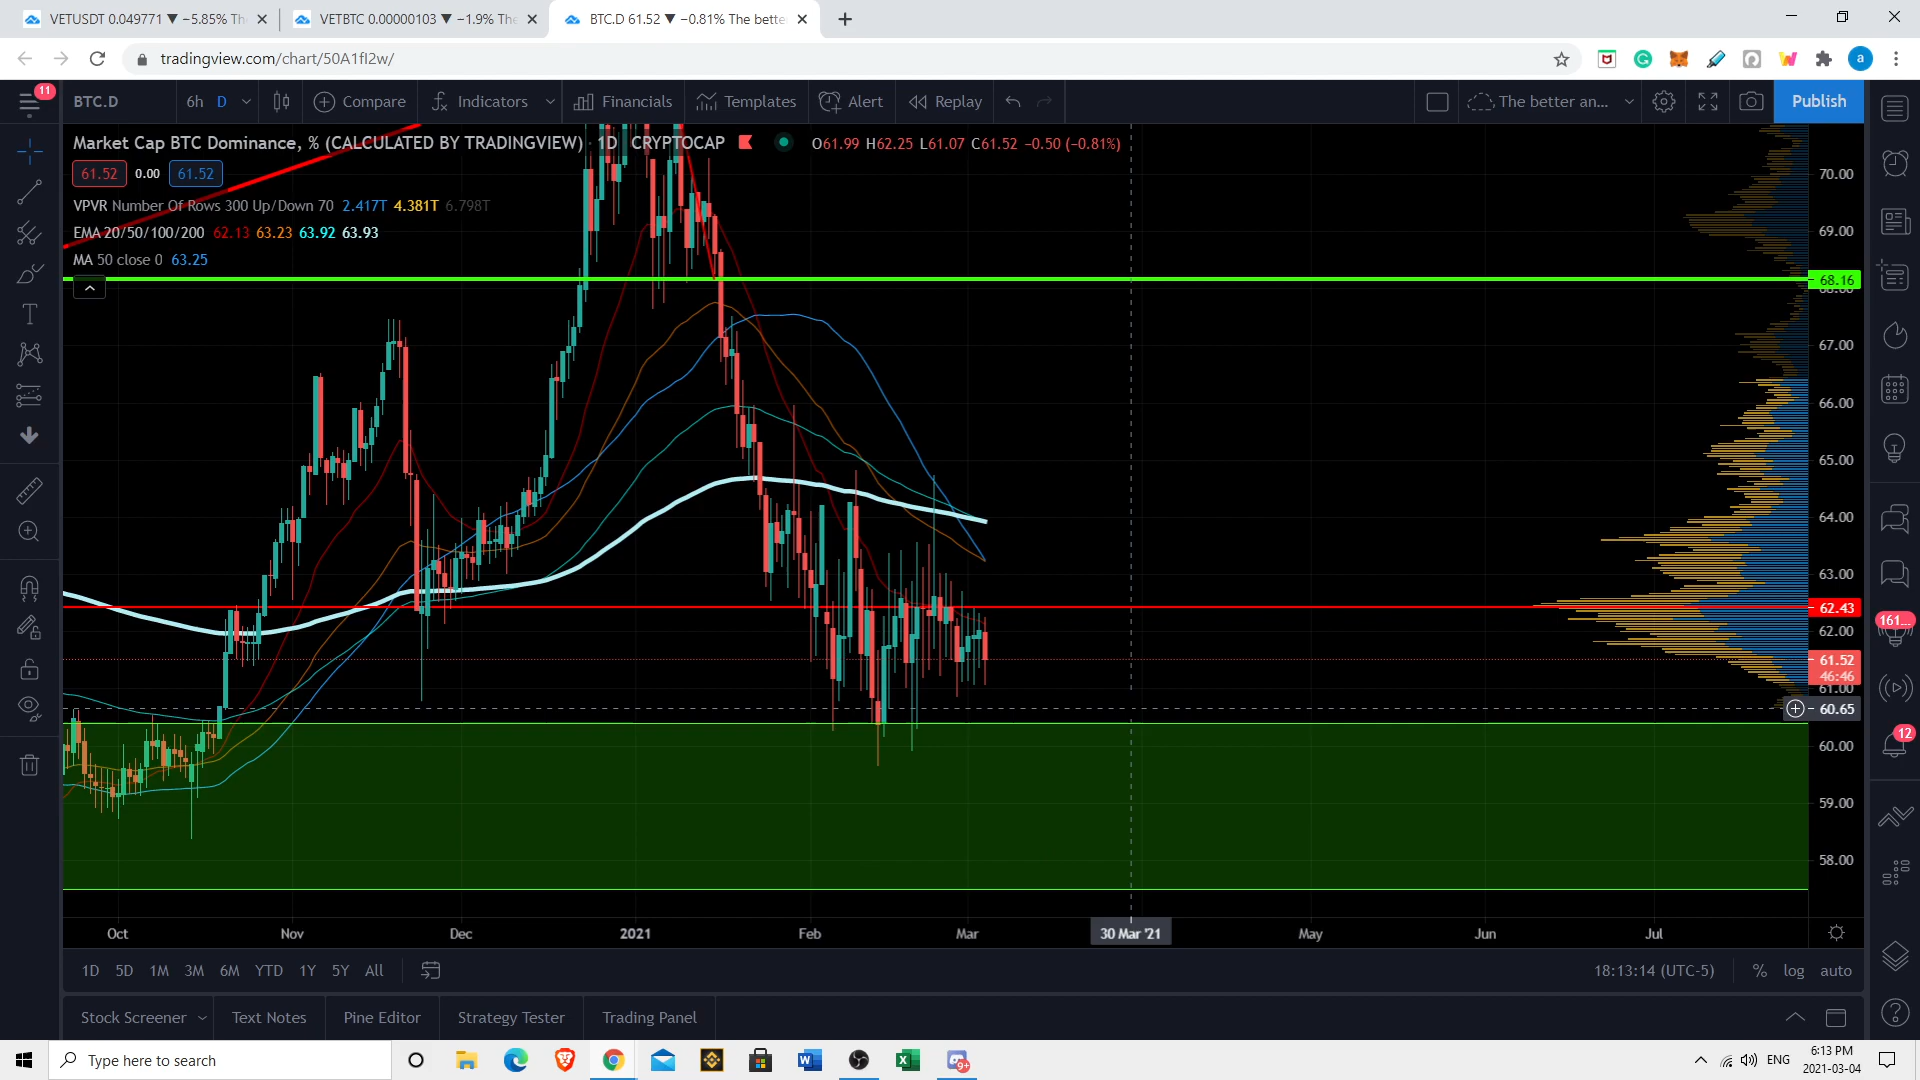 VETUSDT 0.049771 ▼ −5.85% Th
VETBTC 0.00000103 ▼ −1.9% The
BTC.D 61.52 ▼ −0.81% The bette
tradingview.com/chart/50A1fI2w/
a
11
BTC.D
6h D
Compare
Indicators
Financials
Templates
Alert
Replay
The better an...
Publish
Market Cap BTC Dominance, % (CALCULATED BY TRADINGVIEW) 1D CRYPTOCAP O61.99 H62.25 L61.07 C61.52 −0.50 (−0.81%)
61.52 0.00 61.52
VPVR Number Of Rows 300 Up/Down 70 2.417T 4.381T 6.798T
EMA 20/50/100/200 62.13 63.23 63.92 63.93
MA 50 close 0 63.25
70.00
69.00
68.16
68.00
67.00
66.00
65.00
64.00
63.00
62.43
62.00
61.52
46:46
61.00
60.65
60.00
59.00
58.00
161...
12
Oct Nov Dec 2021 Feb Mar 30 Mar '21 May Jun Jul
1D 5D 1M 3M 6M YTD 1Y 5Y All
18:13:14 (UTC-5) % log auto
Stock Screener Text Notes Pine Editor Strategy Tester Trading Panel
Type here to search
9+
ENG
6:13 PM
2021-03-04